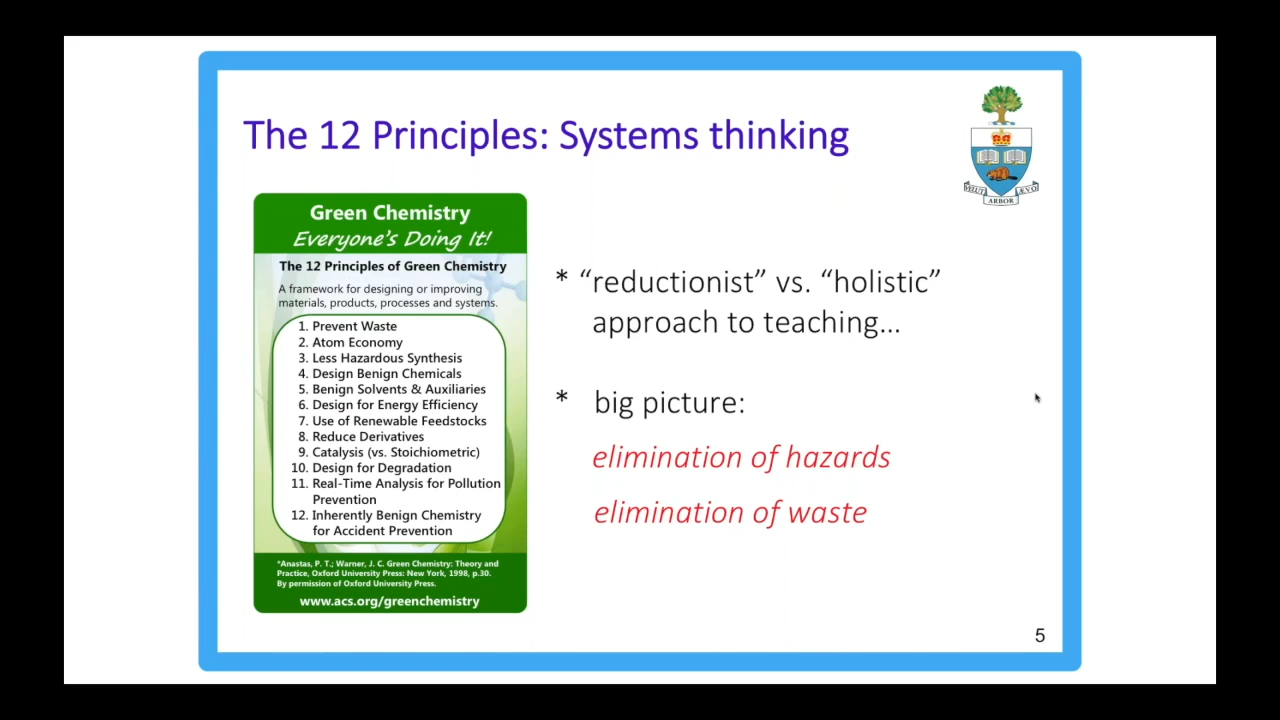 The 12 Principles: Systems thinking
VELUT
ÆVO
ARBOR
Green Chemistry
Everyone's Doing It!
The 12 Principles of Green Chemistry
A framework for designing or improving
materials, products, processes and systems.
1. Prevent Waste
2. Atom Economy
3. Less Hazardous Synthesis
4. Design Benign Chemicals
5. Benign Solvents & Auxiliaries
6. Design for Energy Efficiency
7. Use of Renewable Feedstocks
8. Reduce Derivatives
9. Catalysis (vs. Stoichiometric)
10. Design for Degradation
11. Real-Time Analysis for Pollution
Prevention
12. Inherently Benign Chemistry
for Accident Prevention
*Anastas, P. T.; Warner, J. C. Green Chemistry: Theory and
Practice, Oxford University Press: New York, 1998, p.30.
By permission of Oxford University Press.
www.acs.org/greenchemistry
* “reductionist” vs. “holistic”
approach to teaching...
* big picture:
elimination of hazards
elimination of waste
5